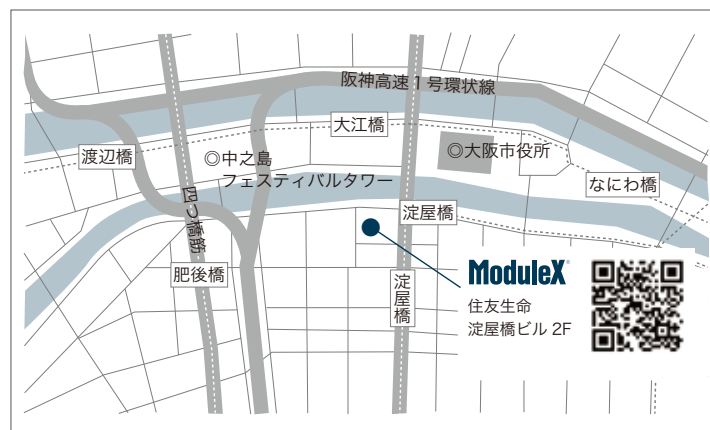 阪神高速1号環状線
大江橋
渡辺橋
◎中之島
フェスティバルタワー
◎大阪市役所
なにわ橋
四つ橋筋
淀屋橋
肥後橋
淀屋橋
ModuleX
住友生命
淀屋橋ビル 2F